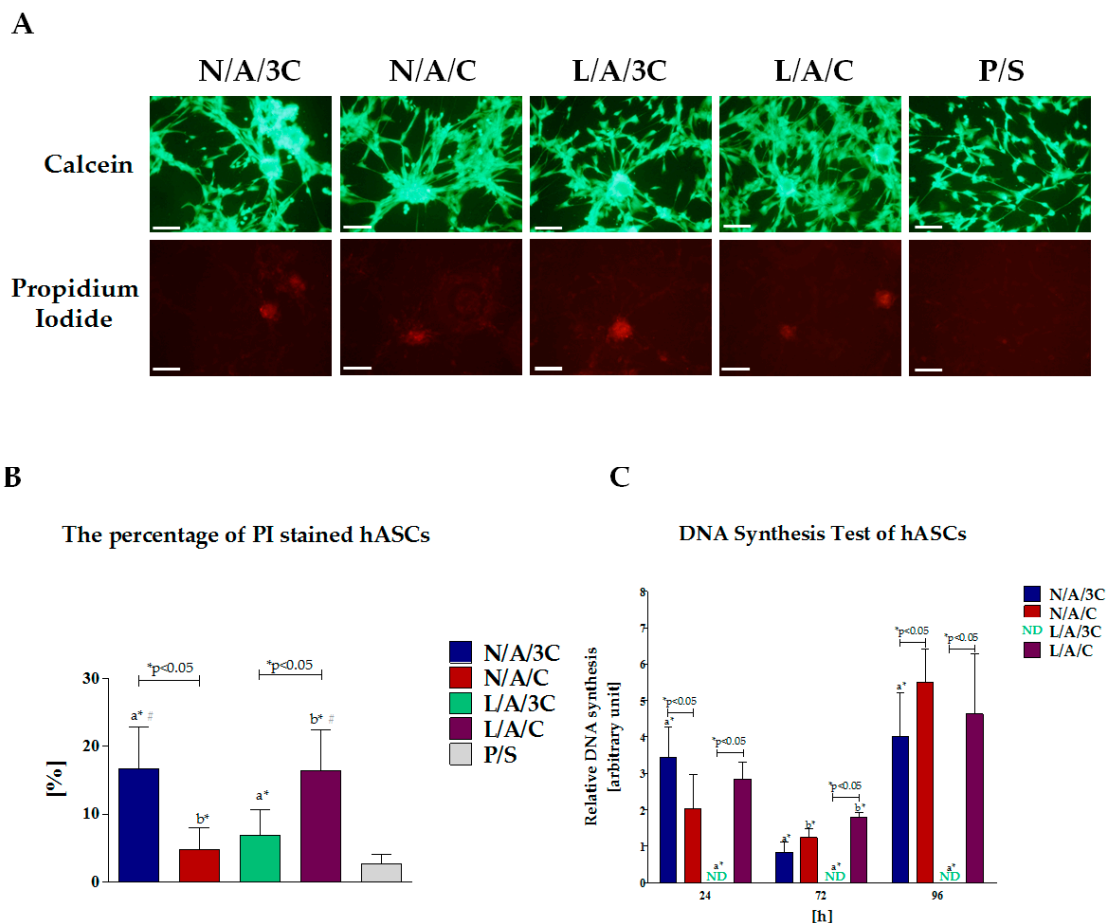 A
N/A/3C N/A/C L/A/3C L/A/C P/S
Calcein
Propidium
Iodide
B
The percentage of PI stained hASCs
N/A/3C
N/A/C
L/A/3C
L/A/C
P/S
*p<0.05 *p<0.05
30
20
10
0
[%]
a* #
b*
a*
b* #
C
DNA Synthesis Test of hASCs
N/A/3C
N/A/C
ND L/A/3C
L/A/C
Relative DNA synthesis
[arbitrary unit]
8
7
6
5
4
3
2
1
0
*p<0.05
a*
*p<0.05
a*
ND
a*
b*
*p<0.05
a*
ND
b*
*p<0.05
a*
*p<0.05
a*
ND
24 72 96
[h]